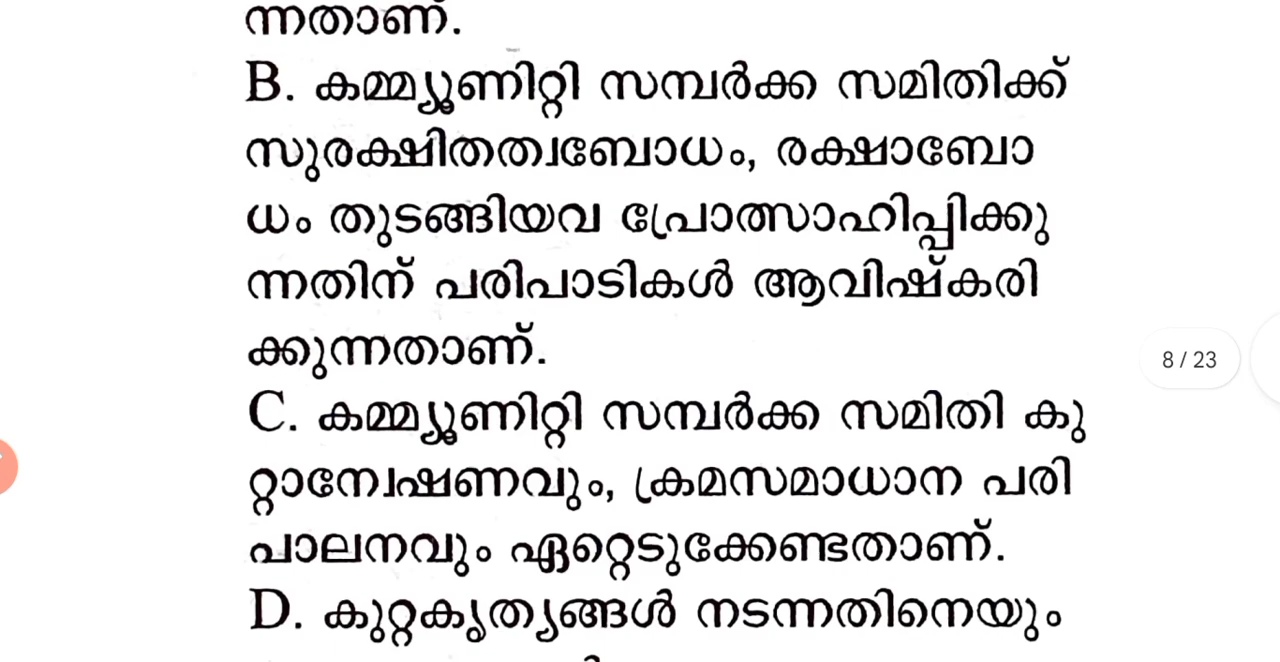 ന്നതാണ്.
B. കമ്മ്യൂണിറ്റി സമ്പർക്ക സമിതിക്ക്
സുരക്ഷിതത്വബോധം, രക്ഷാബോ
ധം തുടങ്ങിയവ പ്രോത്സാഹിപ്പിക്കു
ന്നതിന് പരിപാടികൾ ആവിഷ്കരി
ക്കുന്നതാണ്.
8 / 23
C. കമ്മ്യൂണിറ്റി സമ്പർക്ക സമിതി കു
റ്റാന്വേഷണവും, ക്രമസമാധാന പരി
പാലനവും ഏറ്റെടുക്കേണ്ടതാണ്.
D. കുറ്റകൃത്യങ്ങൾ നടന്നതിനെയും